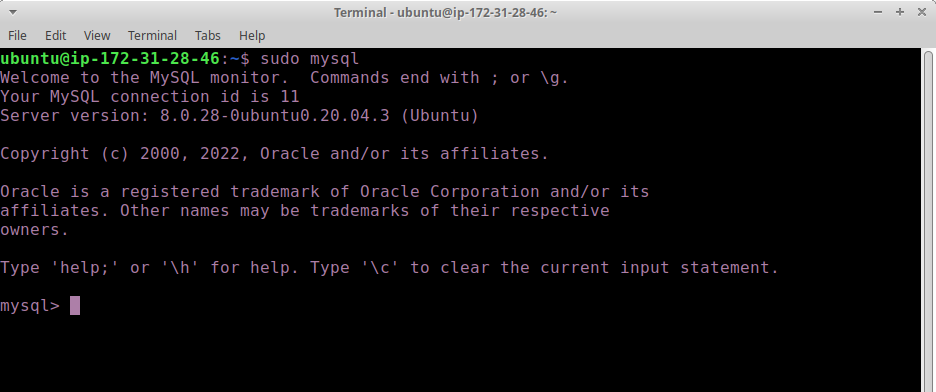 Terminal - ubuntu@ip-172-31-28-46: ~
File Edit View Terminal Tabs Help
ubuntu@ip-172-31-28-46:~$ sudo mysql
Welcome to the MySQL monitor.  Commands end with ; or \g.
Your MySQL connection id is 11
Server version: 8.0.28-0ubuntu0.20.04.3 (Ubuntu)
Copyright (c) 2000, 2022, Oracle and/or its affiliates.
Oracle is a registered trademark of Oracle Corporation and/or its
affiliates. Other names may be trademarks of their respective
owners.
Type 'help;' or '\h' for help. Type '\c' to clear the current input statement.
mysql>